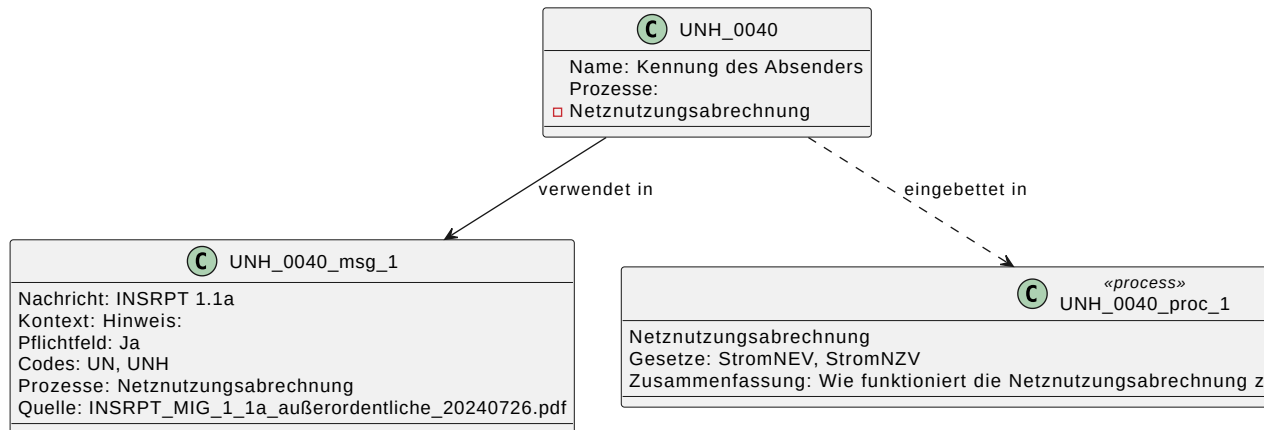 C UNH_0040
Name: Kennung des Absenders
Prozesse:
Netznutzungsabrechnung
verwendet in
eingebettet in
C UNH_0040_msg_1
Nachricht: INSRPT 1.1a
Kontext: Hinweis:
Pflichtfeld: Ja
Codes: UN, UNH
Prozesse: Netznutzungsabrechnung
Quelle: INSRPT_MIG_1_1a_außerordentliche_20240726.pdf
«process»
C UNH_0040_proc_1
Netznutzungsabrechnung
Gesetze: StromNEV, StromNZV
Zusammenfassung: Wie funktioniert die Netznutzungsabrechnung z